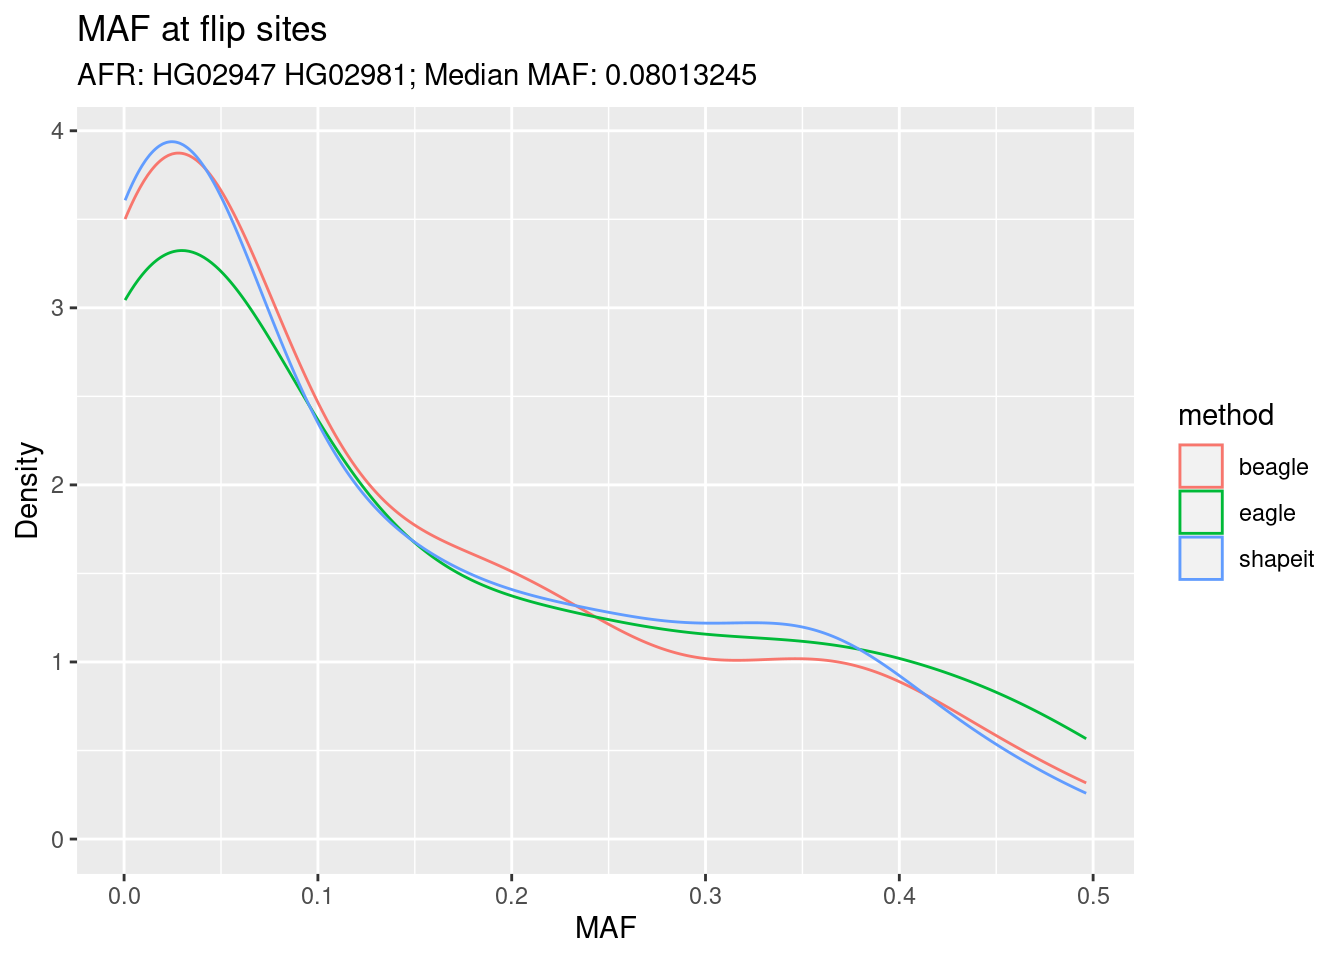 MAF at flip sites
AFR: HG02947 HG02981; Median MAF: 0.08013245
4
3
2
1
0
Density
0.0 0.1 0.2 0.3 0.4 0.5
MAF
method
beagle
eagle
shapeit